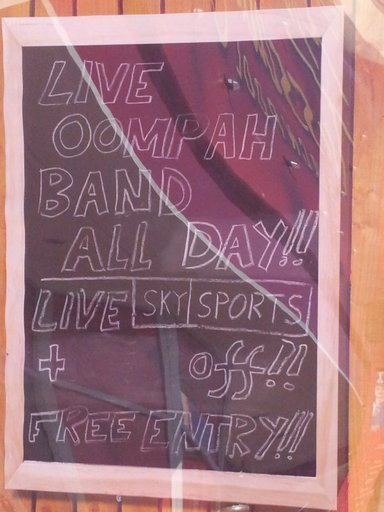 LIVE
OOMPAH
BAND
ALL DAY!!
LIVE SKY SPORTS
+ Off?!
FREE ENTRY!!!